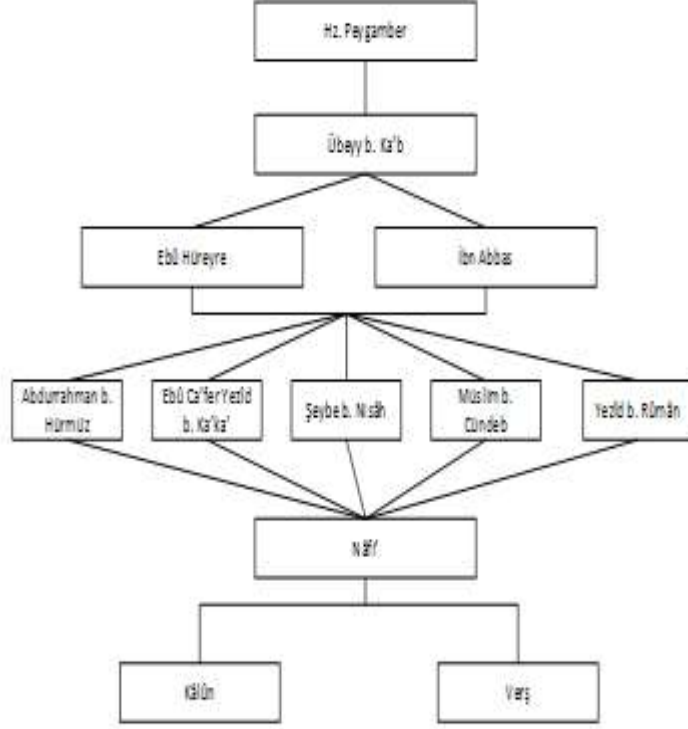 Hz. Peygamber
Übeyy b. Ka'b
Ebû Hüreyre
İbn Abbas
Abdurrahman b.
Hürmüz
Ebû Ca'fer Yezîd
b. Ka'ka'
Şeybe b. Nisâh
Müslim b.
Cündeb
Yezîd b. Rûmân
Nâfi'
Kâlûn
Verş